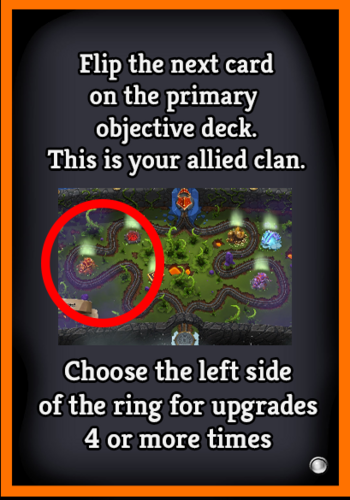 Flip the next card
on the primary
objective deck.
This is your allied clan.
Choose the left side
of the ring for upgrades
4 or more times